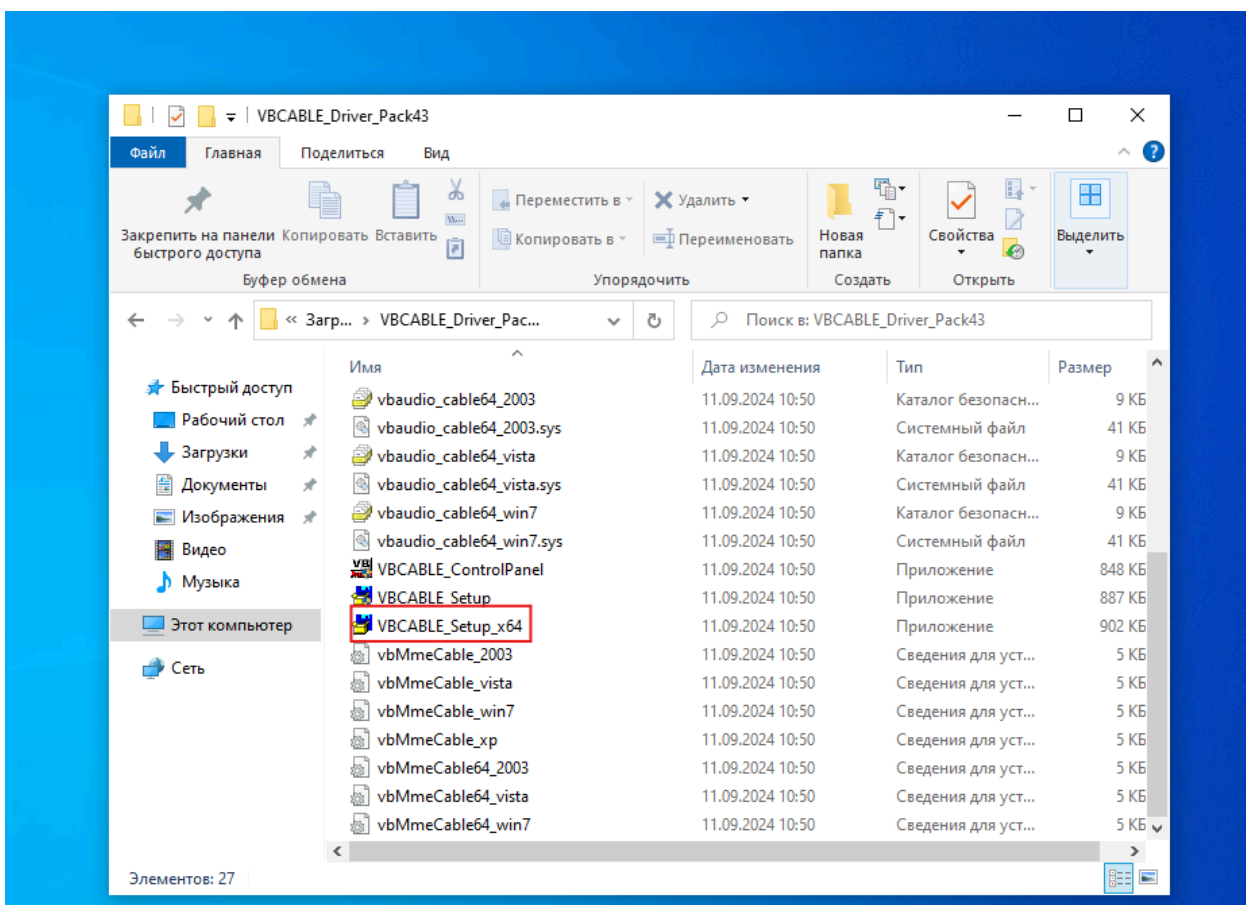 VBCABLE_Driver_Pack43
Файл Главная Поделиться Вид
Закрепить на панели быстрого доступа
Копировать
Вставить
Буфер обмена
Переместить в
Копировать в
Удалить
Переименовать
Упорядочить
Новая папка
Создать
Свойства
Открыть
Выделить
« Загр... › VBCABLE_Driver_Pac...
Поиск в: VBCABLE_Driver_Pack43
Быстрый доступ
Рабочий стол
Загрузки
Документы
Изображения
Видео
Музыка
Этот компьютер
Сеть
Имя Дата изменения Тип Размер
vbaudio_cable64_2003 11.09.2024 10:50 Каталог безопасн... 9 КБ
vbaudio_cable64_2003.sys 11.09.2024 10:50 Системный файл 41 КБ
vbaudio_cable64_vista 11.09.2024 10:50 Каталог безопасн... 9 КБ
vbaudio_cable64_vista.sys 11.09.2024 10:50 Системный файл 41 КБ
vbaudio_cable64_win7 11.09.2024 10:50 Каталог безопасн... 9 КБ
vbaudio_cable64_win7.sys 11.09.2024 10:50 Системный файл 41 КБ
VBCABLE_ControlPanel 11.09.2024 10:50 Приложение 848 КБ
VBCABLE_Setup 11.09.2024 10:50 Приложение 887 КБ
VBCABLE_Setup_x64 11.09.2024 10:50 Приложение 902 КБ
vbMmeCable_2003 11.09.2024 10:50 Сведения для уст... 5 КБ
vbMmeCable_vista 11.09.2024 10:50 Сведения для уст... 5 КБ
vbMmeCable_win7 11.09.2024 10:50 Сведения для уст... 5 КБ
vbMmeCable_xp 11.09.2024 10:50 Сведения для уст... 5 КБ
vbMmeCable64_2003 11.09.2024 10:50 Сведения для уст... 5 КБ
vbMmeCable64_vista 11.09.2024 10:50 Сведения для уст... 5 КБ
vbMmeCable64_win7 11.09.2024 10:50 Сведения для уст... 5 КБ
Элементов: 27